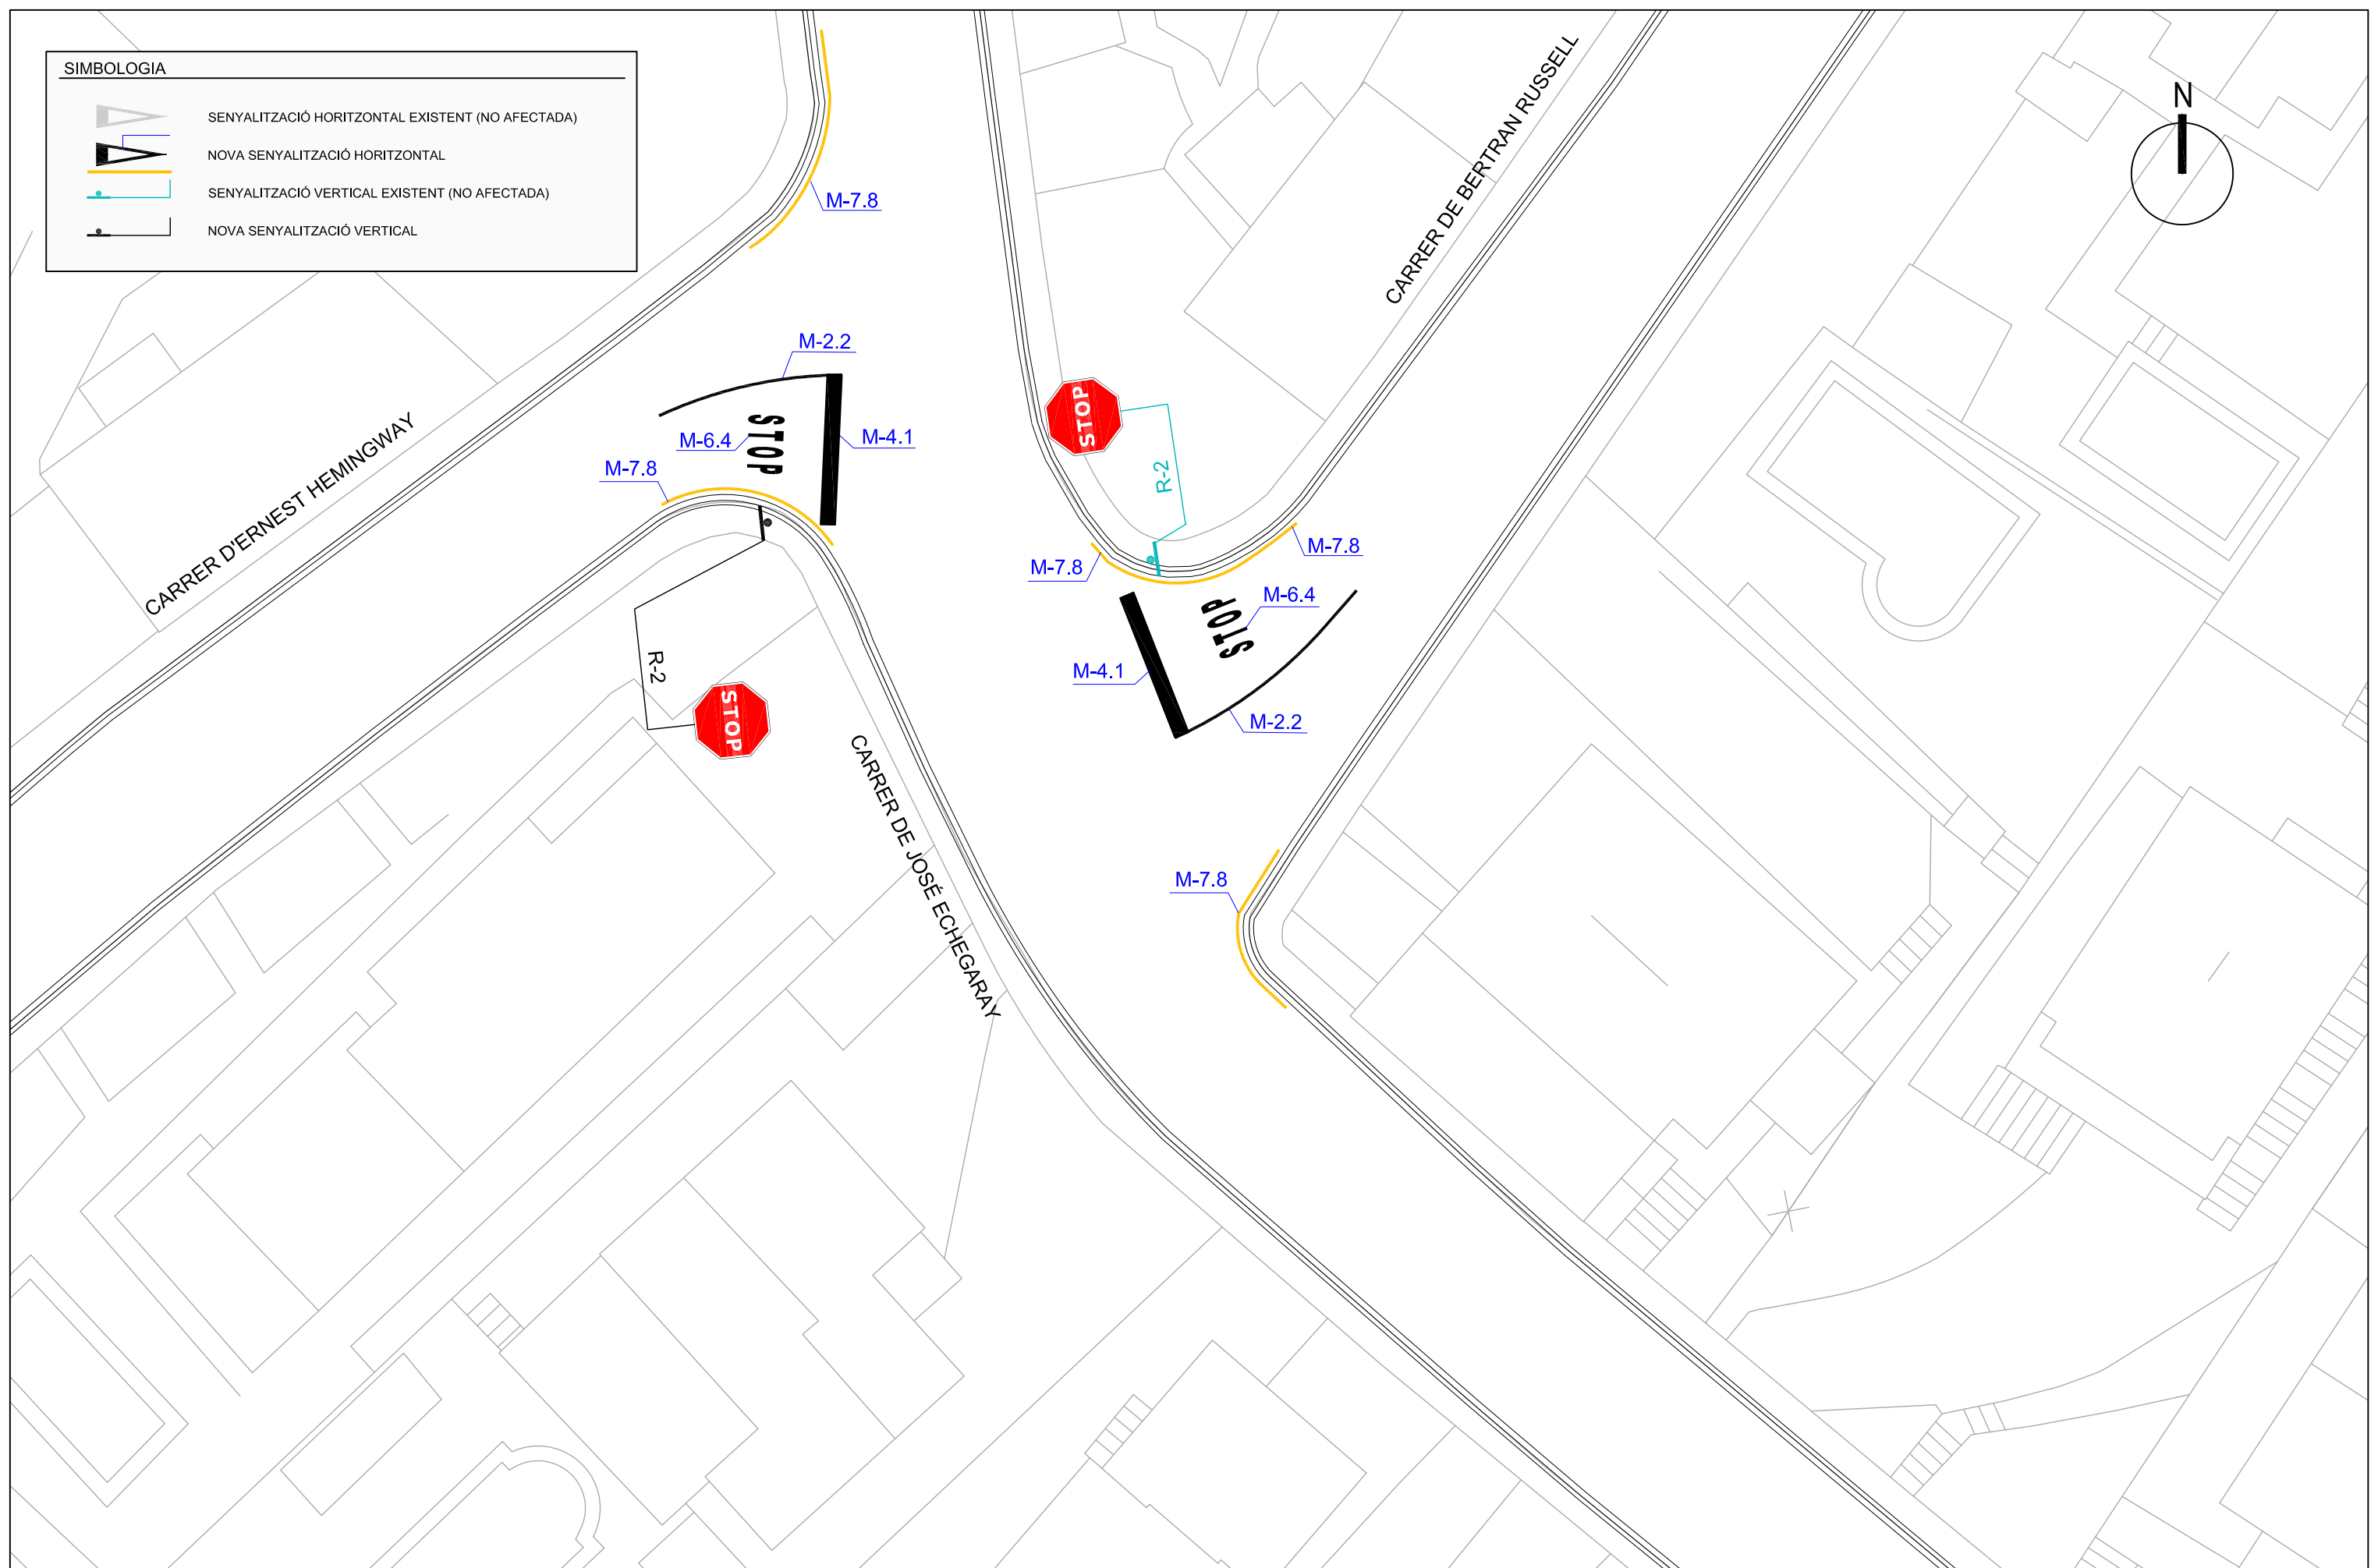 SIMBOLOGIA
SENYALITZACIÓ HORITZONTAL EXISTENT (NO AFECTADA)
NOVA SENYALITZACIÓ HORITZONTAL
SENYALITZACIÓ VERTICAL EXISTENT (NO AFECTADA)
NOVA SENYALITZACIÓ VERTICAL
N
CARRER DE BERTRAN RUSSELL
M-7.8
M-2.2
STOP
M-6.4
M-4.1
M-7.8
STOP
R-2
CARRER D'ERNEST HEMINGWAY
M-7.8
M-7.8
STOP
M-6.4
M-4.1
M-2.2
R-2
STOP
CARRER DE JOSÉ ECHEGARAY
M-7.8